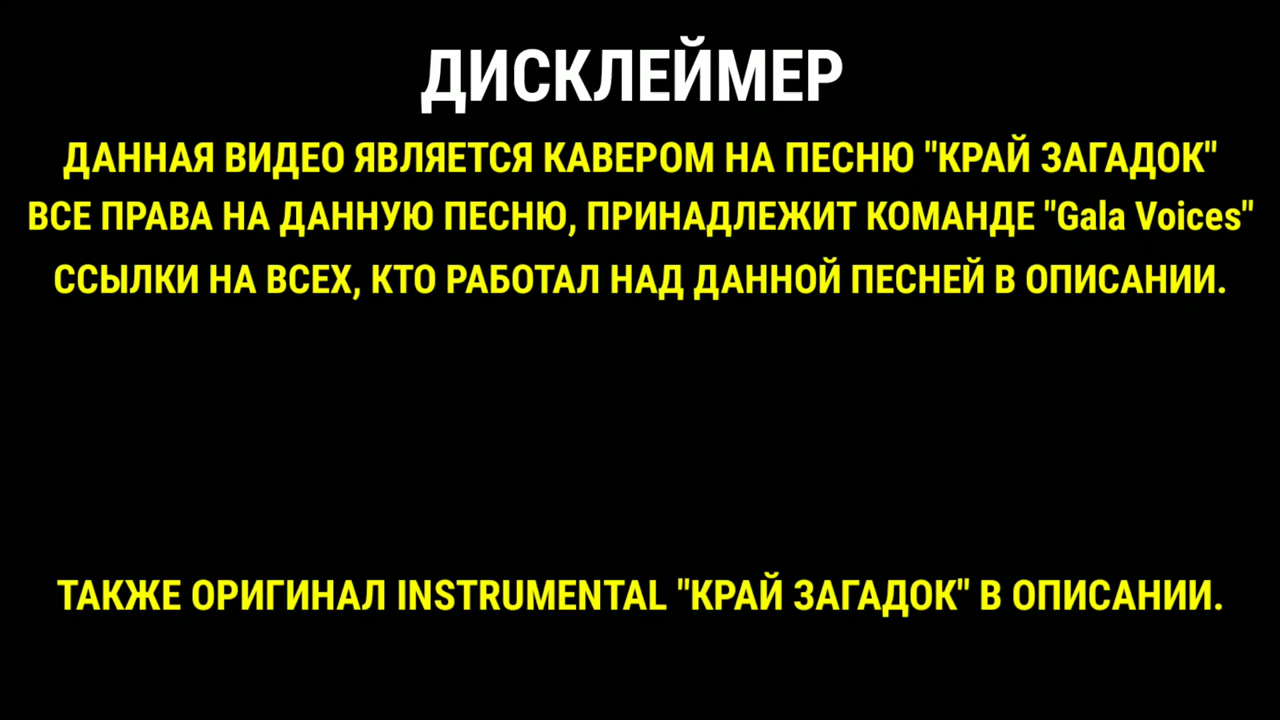 ДИСКЛЕЙМЕР
ДАННАЯ ВИДЕО ЯВЛЯЕТСЯ КАВЕРОМ НА ПЕСНЮ "КРАЙ ЗАГАДОК"
ВСЕ ПРАВА НА ДАННУЮ ПЕСНЮ, ПРИНАДЛЕЖИТ КОМАНДЕ "Gala Voices"
ССЫЛКИ НА ВСЕХ, КТО РАБОТАЛ НАД ДАННОЙ ПЕСНЕЙ В ОПИСАНИИ.
ТАКЖЕ ОРИГИНАЛ INSTRUMENTAL "КРАЙ ЗАГАДОК" В ОПИСАНИИ.